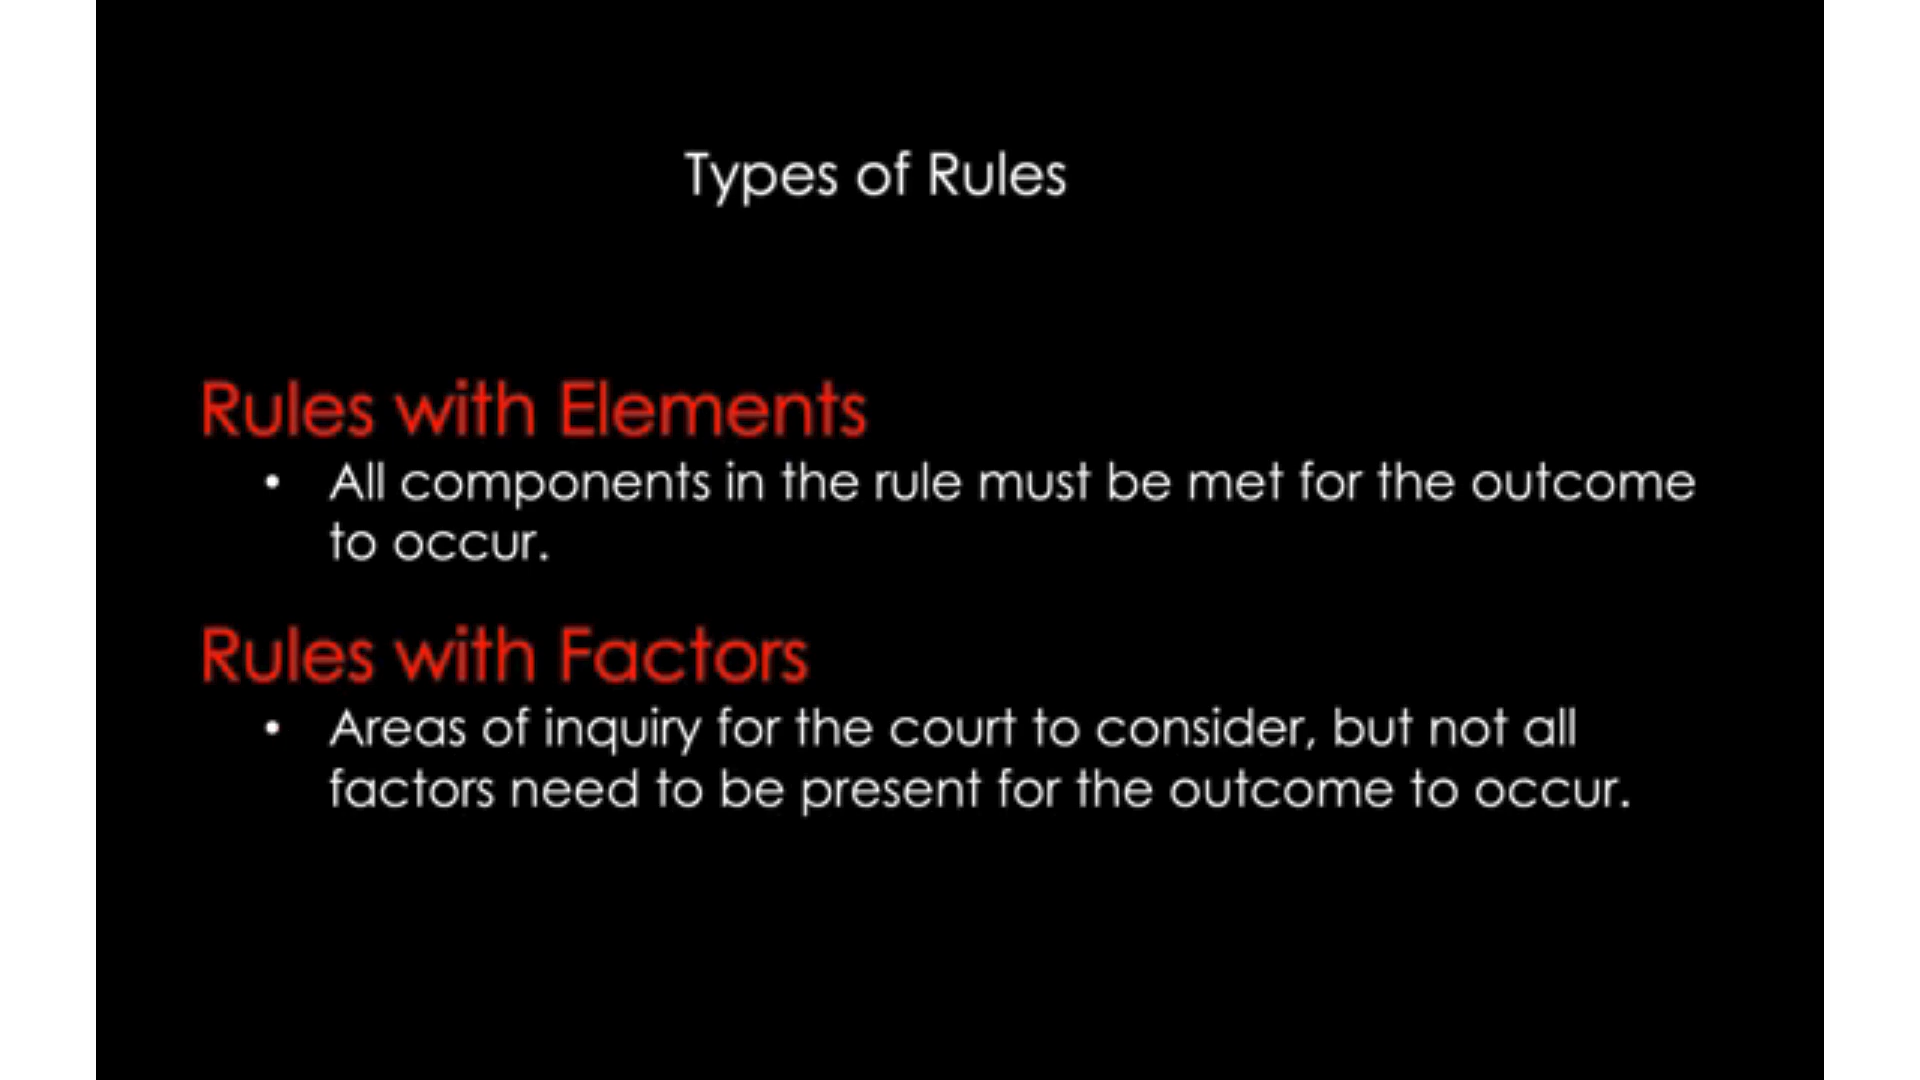 Types of Rules
Rules with Elements
• All components in the rule must be met for the outcome
to occur.
Rules with Factors
• Areas of inquiry for the court to consider, but not all
factors need to be present for the outcome to occur.